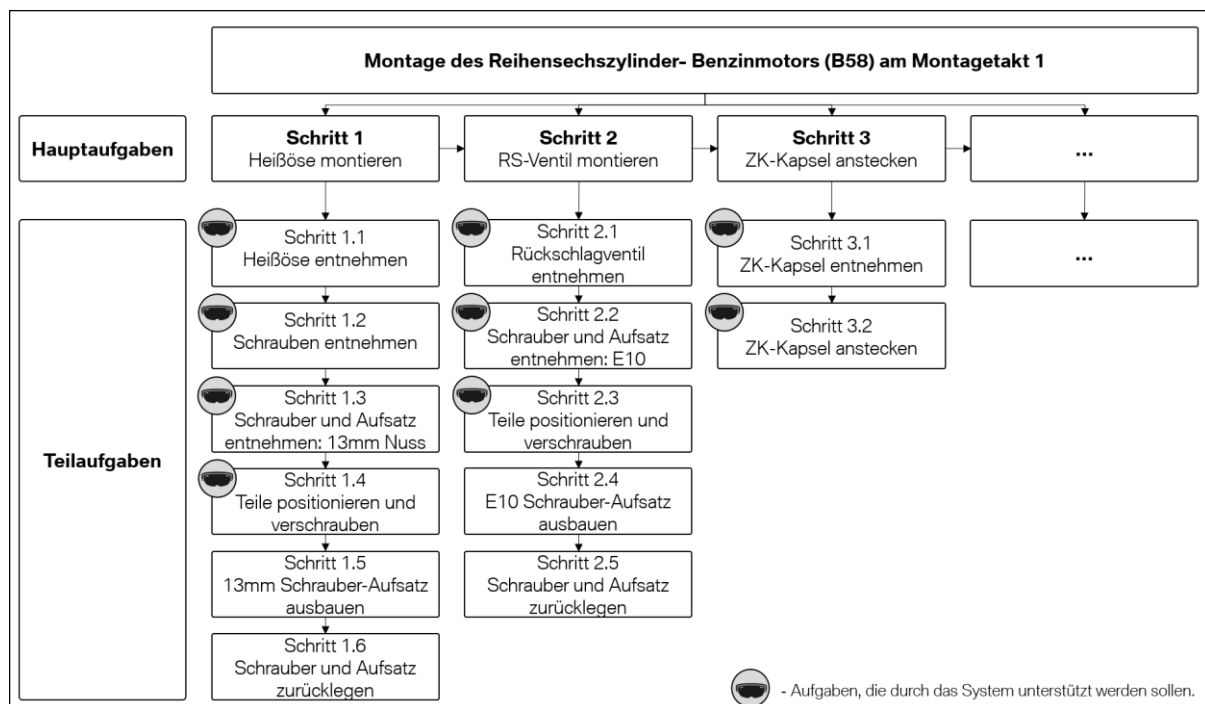 Montage des Reihensechszylinder- Benzinmotors (B58) am Montagetakt 1
Hauptaufgaben
Schritt 1
Heißöse montieren
Schritt 2
RS-Ventil montieren
Schritt 3
ZK-Kapsel anstecken
...
Teilaufgaben
Schritt 1.1
Heißöse entnehmen
Schritt 1.2
Schrauben entnehmen
Schritt 1.3
Schrauber und Aufsatz
entnehmen: 13mm Nuss
Schritt 1.4
Teile positionieren und
verschrauben
Schritt 1.5
13mm Schrauber-Aufsatz
ausbauen
Schritt 1.6
Schrauber und Aufsatz
zurücklegen
Schritt 2.1
Rückschlagventil
entnehmen
Schritt 2.2
Schrauber und Aufsatz
entnehmen: E10
Schritt 2.3
Teile positionieren und
verschrauben
Schritt 2.4
E10 Schrauber-Aufsatz
ausbauen
Schritt 2.5
Schrauber und Aufsatz
zurücklegen
Schritt 3.1
ZK-Kapsel entnehmen
Schritt 3.2
ZK-Kapsel anstecken
...
- Aufgaben, die durch das System unterstützt werden sollen.